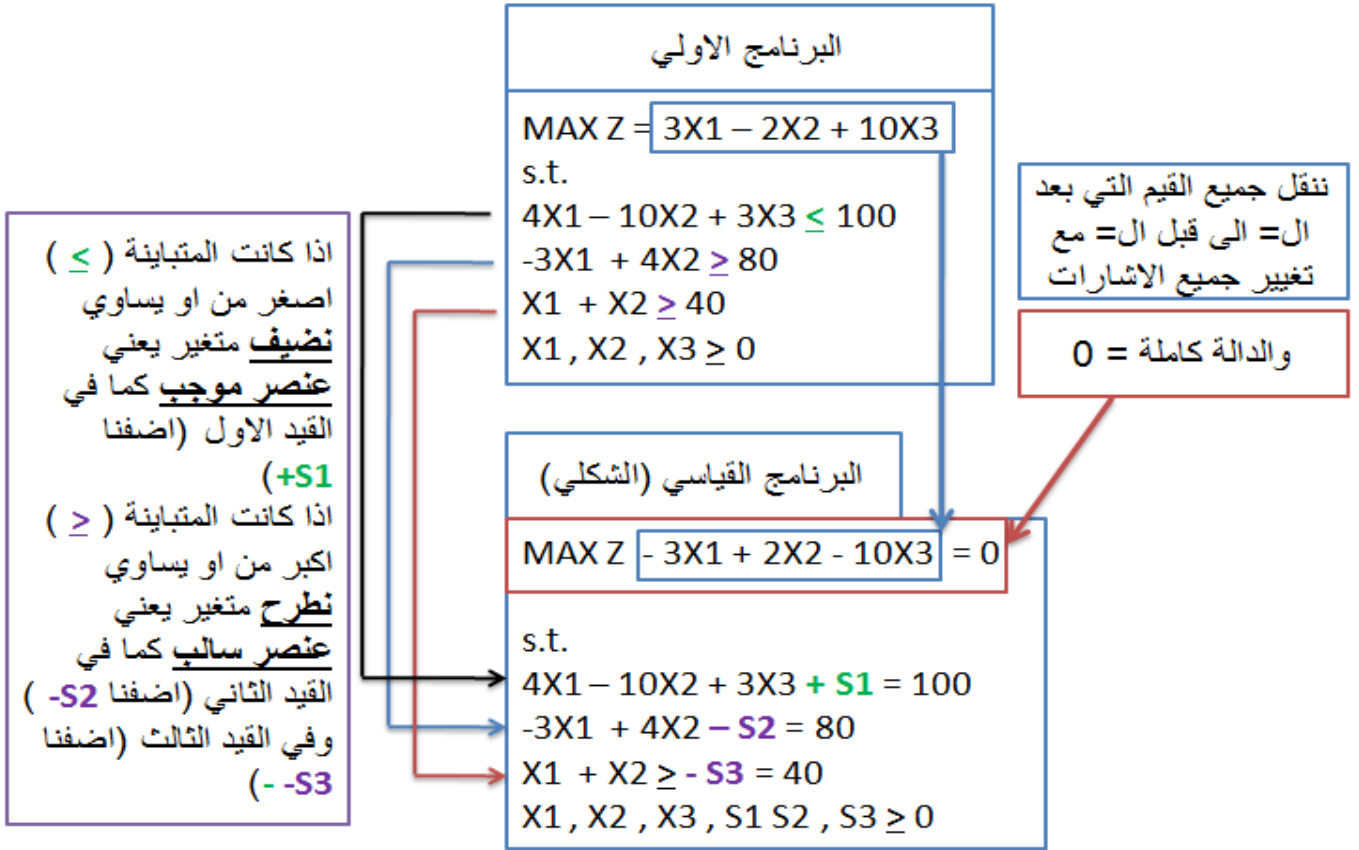 البرنامج الاولي
MAX Z = 3X1 – 2X2 + 10X3
s.t.
4X1 – 10X2 + 3X3 ≤ 100
-3X1 + 4X2 ≥ 80
X1 + X2 ≥ 40
X1 , X2 , X3 ≥ 0
ننقل جميع القيم التي بعد
ال= الى قبل ال= مع
تغيير جميع الاشارات
والدالة كاملة = 0
اذا كانت المتباينة ( ≤ )
اصغر من او يساوي
نضيف متغير يعني
عنصر موجب كما في
القيد الاول (اضفنا
+S1)
اذا كانت المتباينة ( ≥ )
اكبر من او يساوي
نطرح متغير يعني
عنصر سالب كما في
القيد الثاني (اضفنا -S2 )
وفي القيد الثالث (اضفنا
- -S3)
البرنامج القياسي (الشكلي)
MAX Z - 3X1 + 2X2 - 10X3 = 0
s.t.
4X1 – 10X2 + 3X3 + S1 = 100
-3X1 + 4X2 – S2 = 80
X1 + X2 ≥ - S3 = 40
X1 , X2 , X3 , S1 S2 , S3 ≥ 0